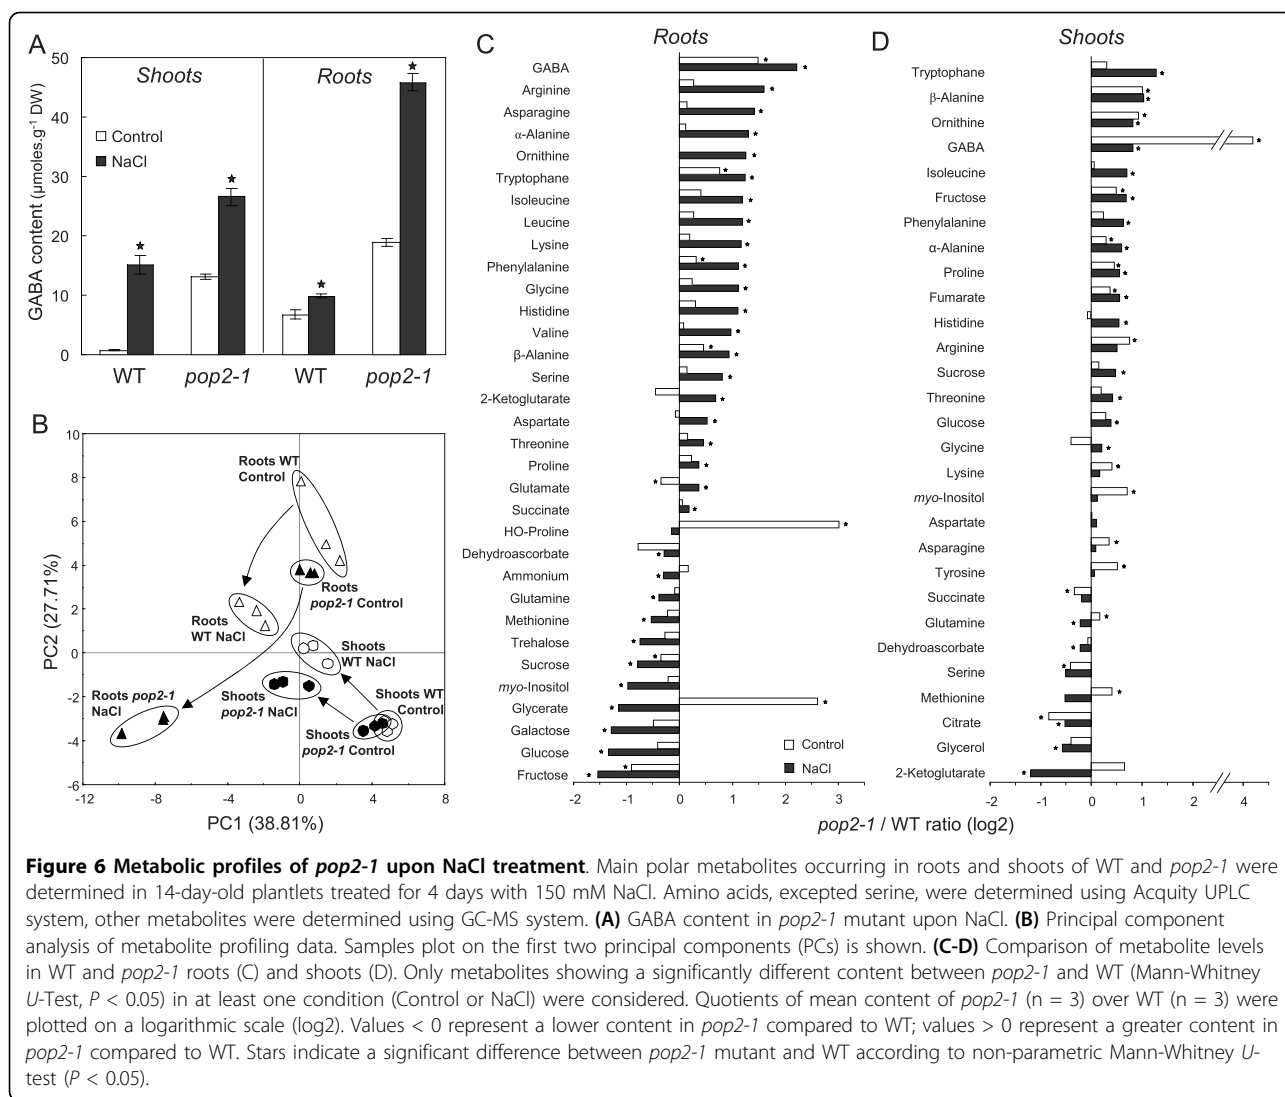 A
50
40
30
20
10
0
GABA content (μmoles.g⁻¹ DW)
Shoots
Roots
Control
NaCl
WT
pop2-1
WT
pop2-1
B
10
8
6
4
2
0
-2
-4
-6
PC2 (27.71%)
Roots WT
Control
Roots
pop2-1 Control
Roots
WT NaCl
Shoots
WT NaCl
Roots pop2-1
NaCl
Shoots
pop2-1 NaCl
Shoots WT
Control
Shoots
pop2-1 Control
-12
-8
-4
0
4
8
PC1 (38.81%)
C
Roots
GABA
Arginine
Asparagine
α-Alanine
Ornithine
Tryptophane
Isoleucine
Leucine
Lysine
Phenylalanine
Glycine
Histidine
Valine
β-Alanine
Serine
2-Ketoglutarate
Aspartate
Threonine
Proline
Glutamate
Succinate
HO-Proline
Dehydroascorbate
Ammonium
Glutamine
Methionine
Trehalose
Sucrose
myo-Inositol
Glycerate
Galactose
Glucose
Fructose
Control
NaCl
-2
-1
0
1
2
3
D
Shoots
Tryptophane
β-Alanine
Ornithine
GABA
Isoleucine
Fructose
Phenylalanine
α-Alanine
Proline
Fumarate
Histidine
Arginine
Sucrose
Threonine
Glucose
Glycine
Lysine
myo-Inositol
Aspartate
Asparagine
Tyrosine
Succinate
Glutamine
Dehydroascorbate
Serine
Methionine
Citrate
Glycerol
2-Ketoglutarate
-2
-1
0
1
2
4
pop2-1 / WT ratio (log2)
Figure 6 Metabolic profiles of pop2-1 upon NaCl treatment. Main polar metabolites occurring in roots and shoots of WT and pop2-1 were
determined in 14-day-old plantlets treated for 4 days with 150 mM NaCl. Amino acids, excepted serine, were determined using Acquity UPLC
system, other metabolites were determined using GC-MS system. (A) GABA content in pop2-1 mutant upon NaCl. (B) Principal component
analysis of metabolite profiling data. Samples plot on the first two principal components (PCs) is shown. (C-D) Comparison of metabolite levels
in WT and pop2-1 roots (C) and shoots (D). Only metabolites showing a significantly different content between pop2-1 and WT (Mann-Whitney
U-Test, P < 0.05) in at least one condition (Control or NaCl) were considered. Quotients of mean content of pop2-1 (n = 3) over WT (n = 3) were
plotted on a logarithmic scale (log2). Values < 0 represent a lower content in pop2-1 compared to WT; values > 0 represent a greater content in
pop2-1 compared to WT. Stars indicate a significant difference between pop2-1 mutant and WT according to non-parametric Mann-Whitney U-
test (P < 0.05).